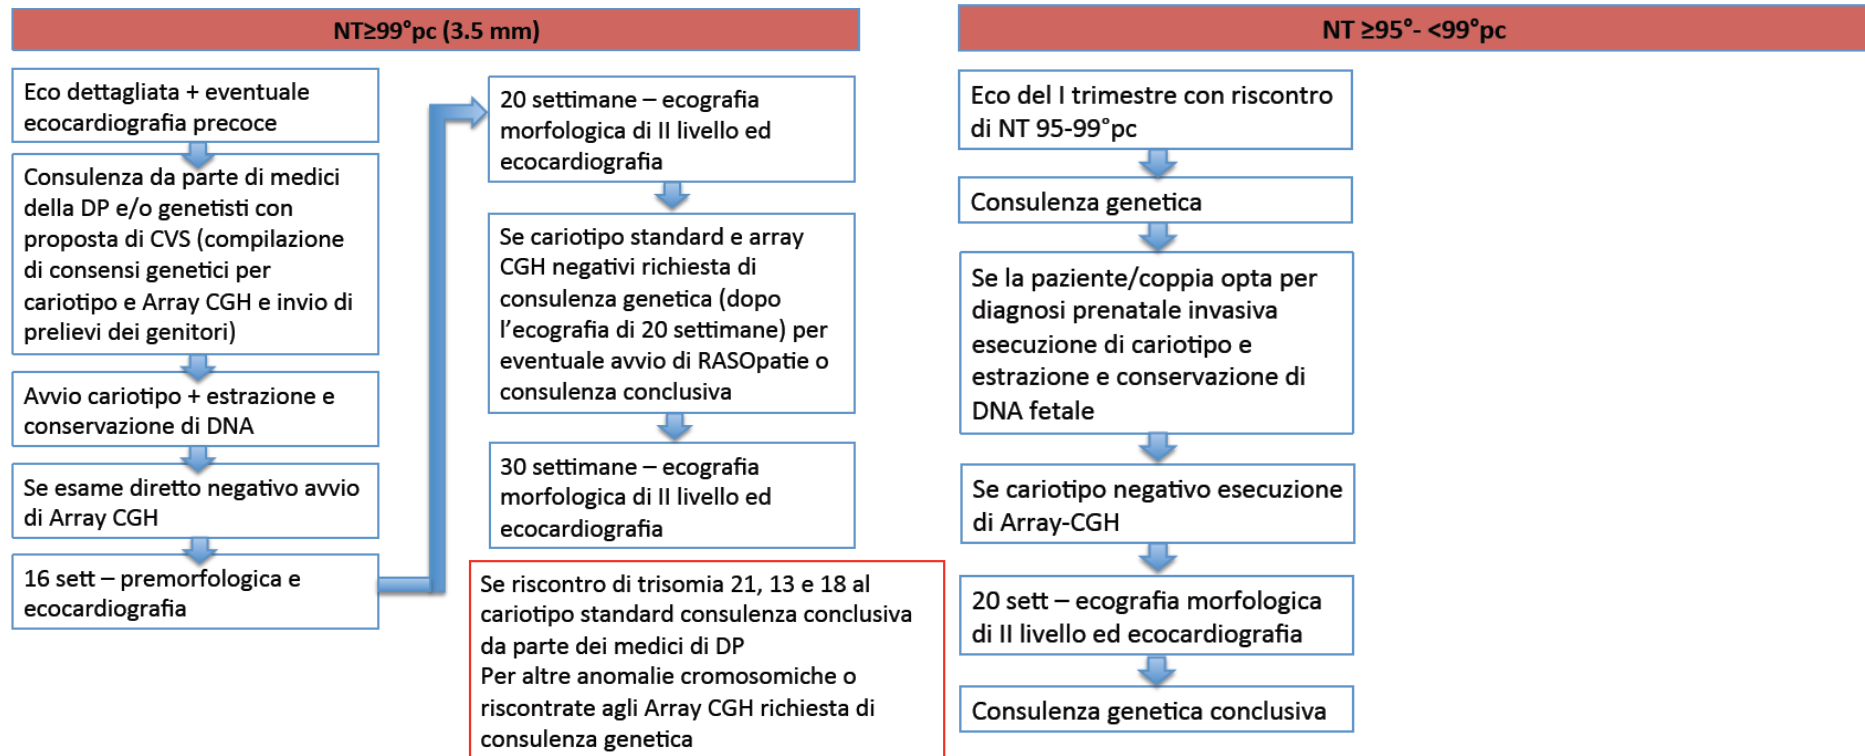 NT≥99°pc (3.5 mm)
Eco dettagliata + eventuale
ecocardiografia precoce
Consulenza da parte di medici
della DP e/o genetisti con
proposta di CVS (compilazione
di consensi genetici per
cariotipo e Array CGH e invio di
prelievi dei genitori)
Avvio cariotipo + estrazione e
conservazione di DNA
Se esame diretto negativo avvio
di Array CGH
16 sett – premorfologica e
ecocardiografia
20 settimane – ecografia
morfologica di II livello ed
ecocardiografia
Se cariotipo standard e array
CGH negativi richiesta di
consulenza genetica (dopo
l'ecografia di 20 settimane) per
eventuale avvio di RASOpatie o
consulenza conclusiva
30 settimane – ecografia
morfologica di II livello ed
ecocardiografia
Se riscontro di trisomia 21, 13 e 18 al
cariotipo standard consulenza conclusiva
da parte dei medici di DP
Per altre anomalie cromosomiche o
riscontrate agli Array CGH richiesta di
consulenza genetica
NT ≥95°- <99°pc
Eco del I trimestre con riscontro
di NT 95-99°pc
Consulenza genetica
Se la paziente/coppia opta per
diagnosi prenatale invasiva
esecuzione di cariotipo e
estrazione e conservazione di
DNA fetale
Se cariotipo negativo esecuzione
di Array-CGH
20 sett – ecografia morfologica
di II livello ed ecocardiografia
Consulenza genetica conclusiva